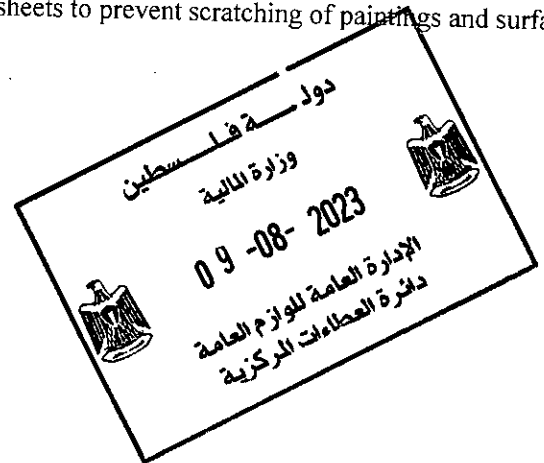 sheets to prevent scratching of paintings and surfa
دولـــــة فلـــــسطين
وزارة المالية
09 -08- 2023
الإدارة العامة للوازم العامة
دائرة العطاءات المركزية